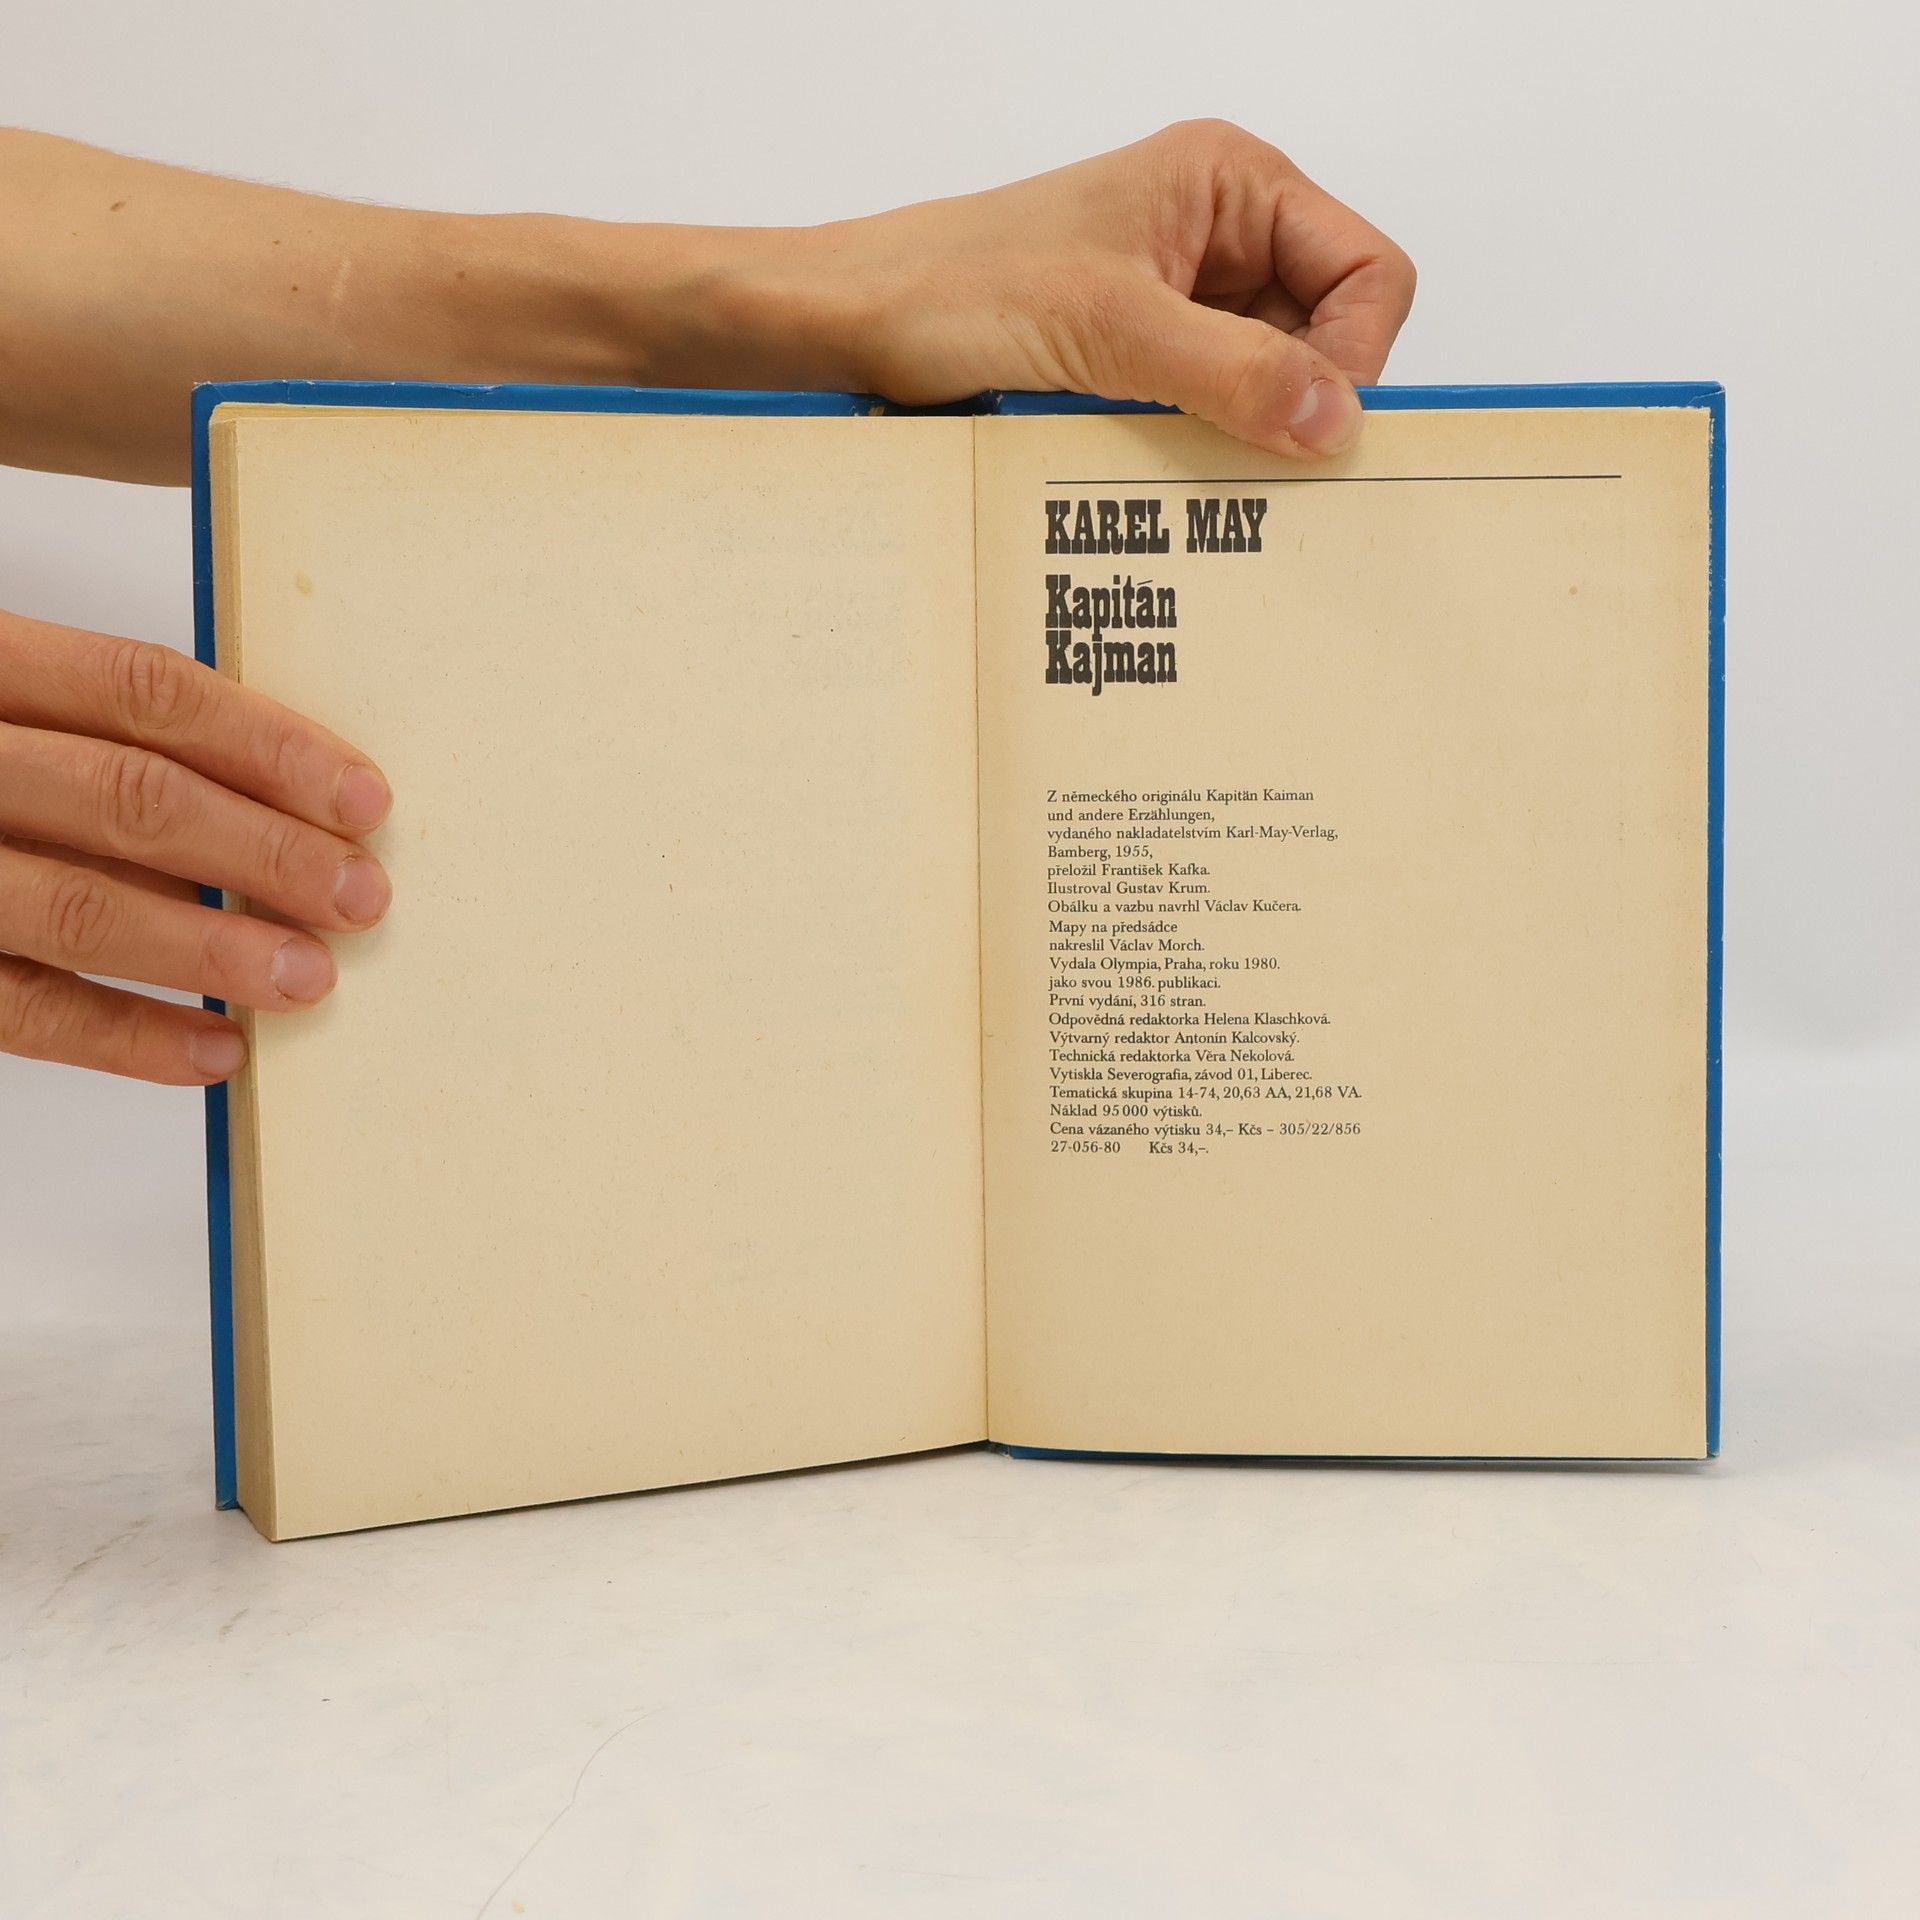 KAREL MAY
Kapitán
Kajman
Z německého originálu Kapitän Kaiman
und andere Erzählungen,
vydaného nakladatelstvím Karl-May-Verlag,
Bamberg, 1955,
přeložil František Kafka.
Ilustroval Gustav Krum.
Obálku a vazbu navrhl Václav Kučera.
Mapy na předsádce
nakreslil Václav Morch.
Vydala Olympia, Praha, roku 1980.
jako svou 1986. publikaci.
První vydání, 316 stran.
Odpovědná redaktorka Helena Klaschková.
Výtvarný redaktor Antonín Kalcovský.
Technická redaktorka Věra Nekolová.
Vytiskla Severografia, závod 01, Liberec.
Tematická skupina 14-74, 20,63 AA, 21,68 VA.
Náklad 95 000 výtisků.
Cena vázaného výtisku 34,– Kčs – 305/22/856
27-056-80 Kčs 34,–.